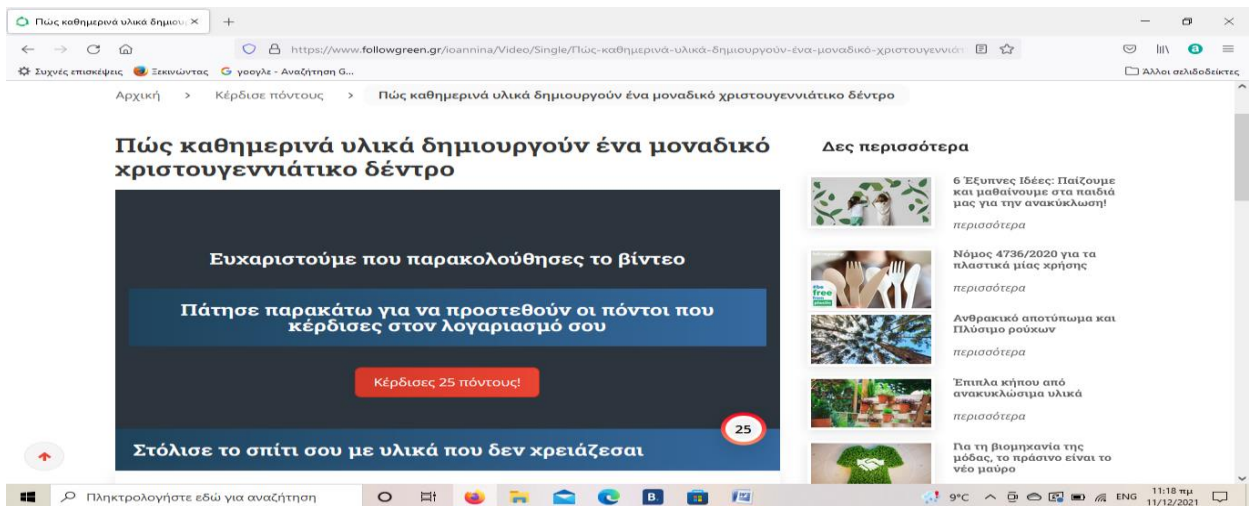 Πώς καθημερινά υλικά δημιου
https://www.followgreen.gr/ioannina/Video/Single/Πώς-καθημερινά-υλικά-δημιουργούν-ένα-μοναδικό-χριστουγεννιάτ
Συχνές επισκέψεις
Ξεκινώντας
γοογλε - Αναζήτηση G...
Άλλοι σελιδοδείκτες
Αρχική > Κέρδισε πόντους > Πώς καθημερινά υλικά δημιουργούν ένα μοναδικό χριστουγεννιάτικο δέντρο
Πώς καθημερινά υλικά δημιουργούν ένα μοναδικό
χριστουγεννιάτικο δέντρο
Ευχαριστούμε που παρακολούθησες το βίντεο
Πάτησε παρακάτω για να προστεθούν οι πόντοι που
κέρδισες στον λογαριασμό σου
Κέρδισες 25 πόντους!
25
Στόλισε το σπίτι σου με υλικά που δεν χρειάζεσαι
Δες περισσότερα
6 Έξυπνες Ιδέες: Παίζουμε
και μαθαίνουμε στα παιδιά
μας για την ανακύκλωση!
περισσότερα
free
Νόμος 4736/2020 για τα
πλαστικά μίας χρήσης
περισσότερα
Ανθρακικό αποτύπωμα και
Πλύσιμο ρούχων
περισσότερα
Έπιπλα κήπου από
ανακυκλώσιμα υλικά
περισσότερα
Για τη βιομηχανία της
μόδας, το πράσινο είναι το
νέο μαύρο
Πληκτρολογήστε εδώ για αναζήτηση
B.
9°C
ENG
11:18 πμ
11/12/2021